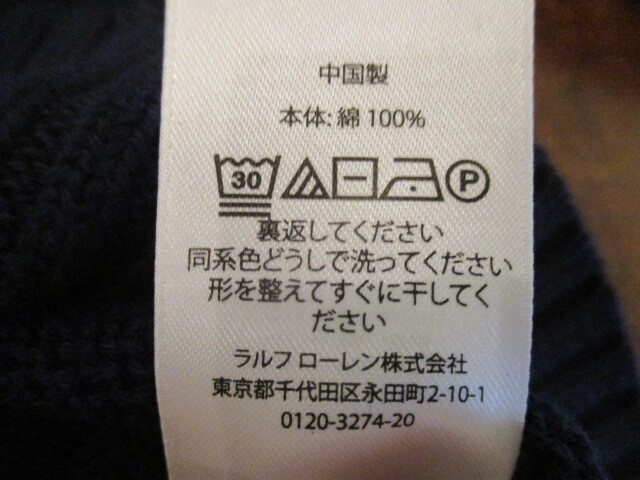 中国製
本体: 綿 100%
30 P
裏返してください
同系色どうしで洗ってください
形を整えてすぐに干してく
ださい
ラルフ ローレン株式会社
東京都千代田区永田町2-10-1
0120-3274-20